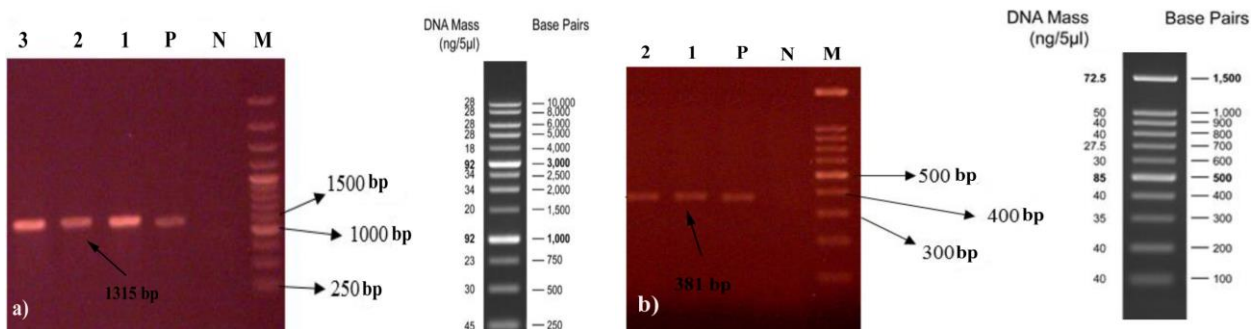 3 2 1 P N M
1500 bp
1000 bp
250 bp
1315 bp
a)
DNA Mass
(ng/5µl)
Base Pairs
28 10,000
28 8,000
28 6,000
28 5,000
18 4,000
92 3,000
34 2,500
34 2,000
20 1,500
92 1,000
23 750
30 500
45 250
2 1 P N M
500 bp
400 bp
300 bp
381 bp
b)
DNA Mass
(ng/5µl)
Base Pairs
72.5 1,500
50 1,000
40 900
40 800
27.5 700
30 600
85 500
40 400
35 300
40 200
40 100